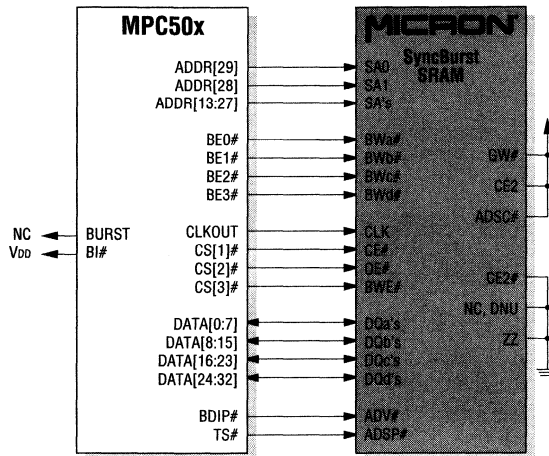 MPC50x
MICRON
SyncBurst
SRAM
ADDR[29] SA0
ADDR[28] SA1
ADDR[13:27] SA's
BE0# BWa#
BE1# BWb# GW#
BE2# BWc# CE2
BE3# BWd#
ADSC#
NC BURST CLKOUT CLK
VDD BI# CS[1]# CE#
CS[2]# OE# CE2#
CS[3]# BWE#
NC, DNU
DATA[0:7] DQa's
DATA[8:15] DQb's ZZ
DATA[16:23] DQc's
DATA[24:32] DQd's
BDIP# ADV#
TS# ADSP#